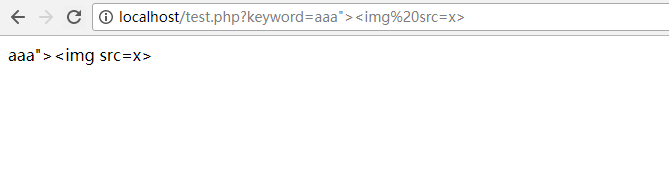 localhost/test.php?keyword=aaa"><img%20src=x>
aaa"><img src=x>